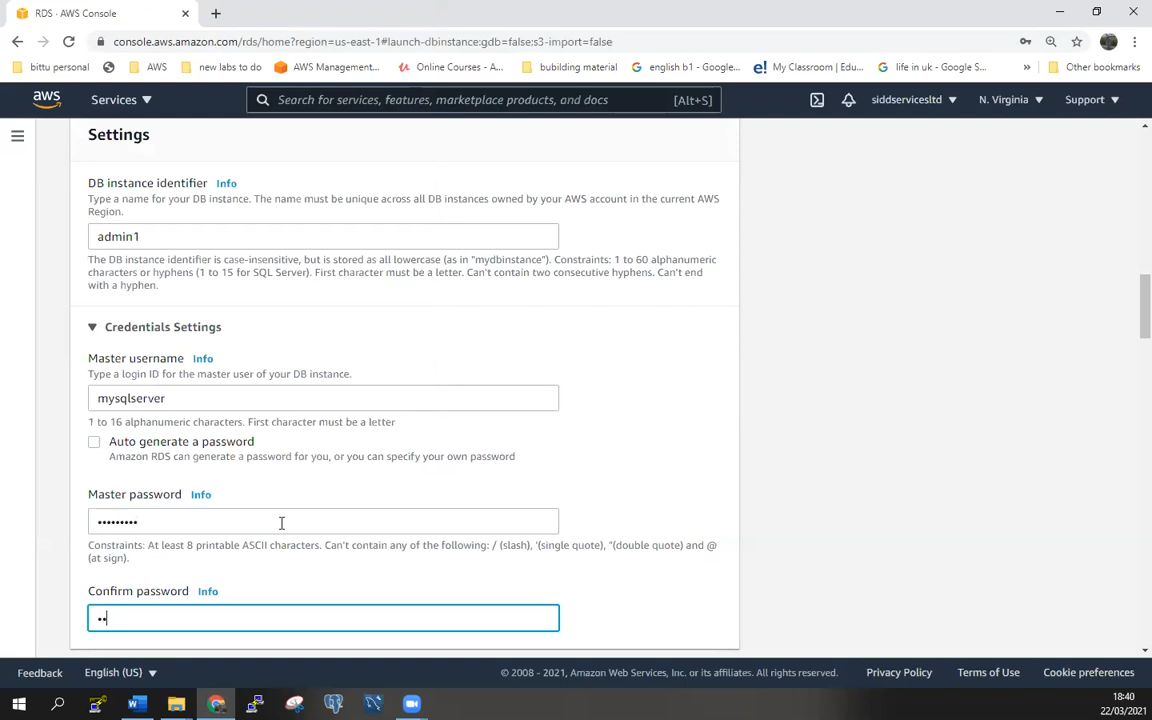 RDS · AWS Console
console.aws.amazon.com/rds/home?region=us-east-1#launch-dbinstance:gdb=false:s3-import=false
bittu personal AWS new labs to do AWS Management... Online Courses - A... bubilding material english b1 - Google... My Classroom | Edu... life in uk - Google S... » Other bookmarks
aws Services Search for services, features, marketplace products, and docs [Alt+S] siddservicesltd N. Virginia Support
Settings
DB instance identifier Info
Type a name for your DB instance. The name must be unique across all DB instances owned by your AWS account in the current AWS
Region.
admin1
The DB instance identifier is case-insensitive, but is stored as all lowercase (as in "mydbinstance"). Constraints: 1 to 60 alphanumeric
characters or hyphens (1 to 15 for SQL Server). First character must be a letter. Can't contain two consecutive hyphens. Can't end
with a hyphen.
Credentials Settings
Master username Info
Type a login ID for the master user of your DB instance.
mysqlserver
1 to 16 alphanumeric characters. First character must be a letter
Auto generate a password
Amazon RDS can generate a password for you, or you can specify your own password
Master password Info
•••••••••
Constraints: At least 8 printable ASCII characters. Can't contain any of the following: / (slash), '(single quote), "(double quote) and @
(at sign).
Confirm password Info
••
Feedback English (US) © 2008 - 2021, Amazon Web Services, Inc. or its affiliates. All rights reserved. Privacy Policy Terms of Use Cookie preferences
18:40
22/03/2021